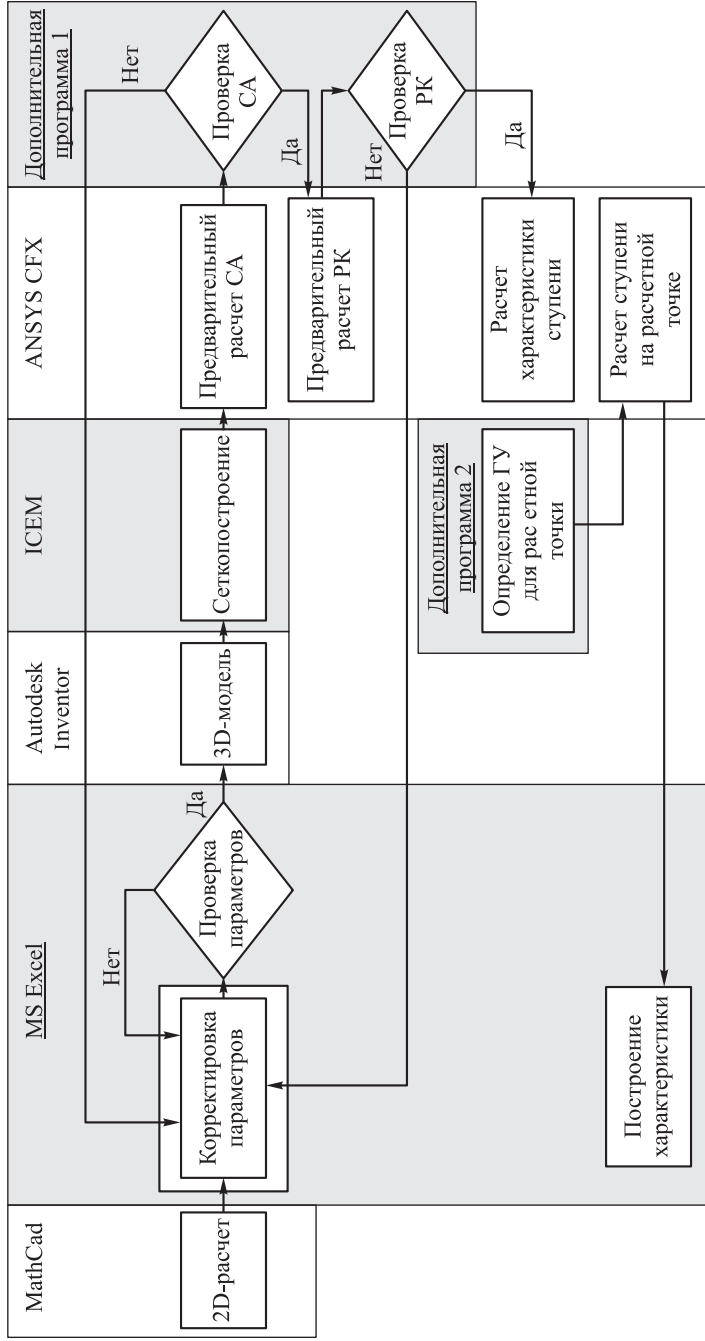 MathCad
2D-расчет
MS Excel
Корректировка
параметров
Нет
Проверка
параметров
Да
Построение
характеристики
Autodesk
Inventor
3D-модель
ICEM
Сеткопостроение
Дополнительная
программа 2
Определение ГУ
для рас етной
точки
ANSYS CFX
Предварительный
расчет СА
Предварительный
расчет РК
Расчет
характеристики
ступени
Расчет ступени
на расчетной
точке
Дополнительная
программа 1
Нет
Проверка
СА
Да
Нет
Проверка
РК
Да